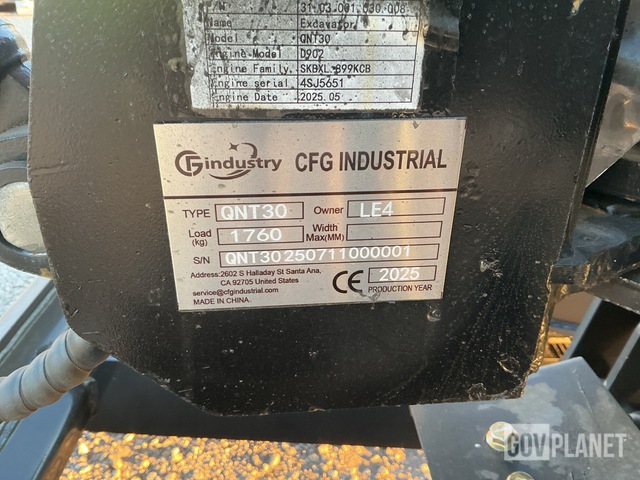 31-03.001.030-008
Name Excavator
Model QNT30
Engine Model D902
Engine Family SKBXL.899KCB
Engine serial 4SJ5651
Engine Date 2025.05
CFG industry CFG INDUSTRIAL
TYPE QNT30 Owner LE4
Load (kg) 1760 Width Max(MM)
S/N QNT30250711000001
Address:2602 S Halladay St Santa Ana,
CA 92705 United States
service@cfgindustrial.com
MADE IN CHINA
CE 2025
PRODUCTION YEAR
GOVPLANET